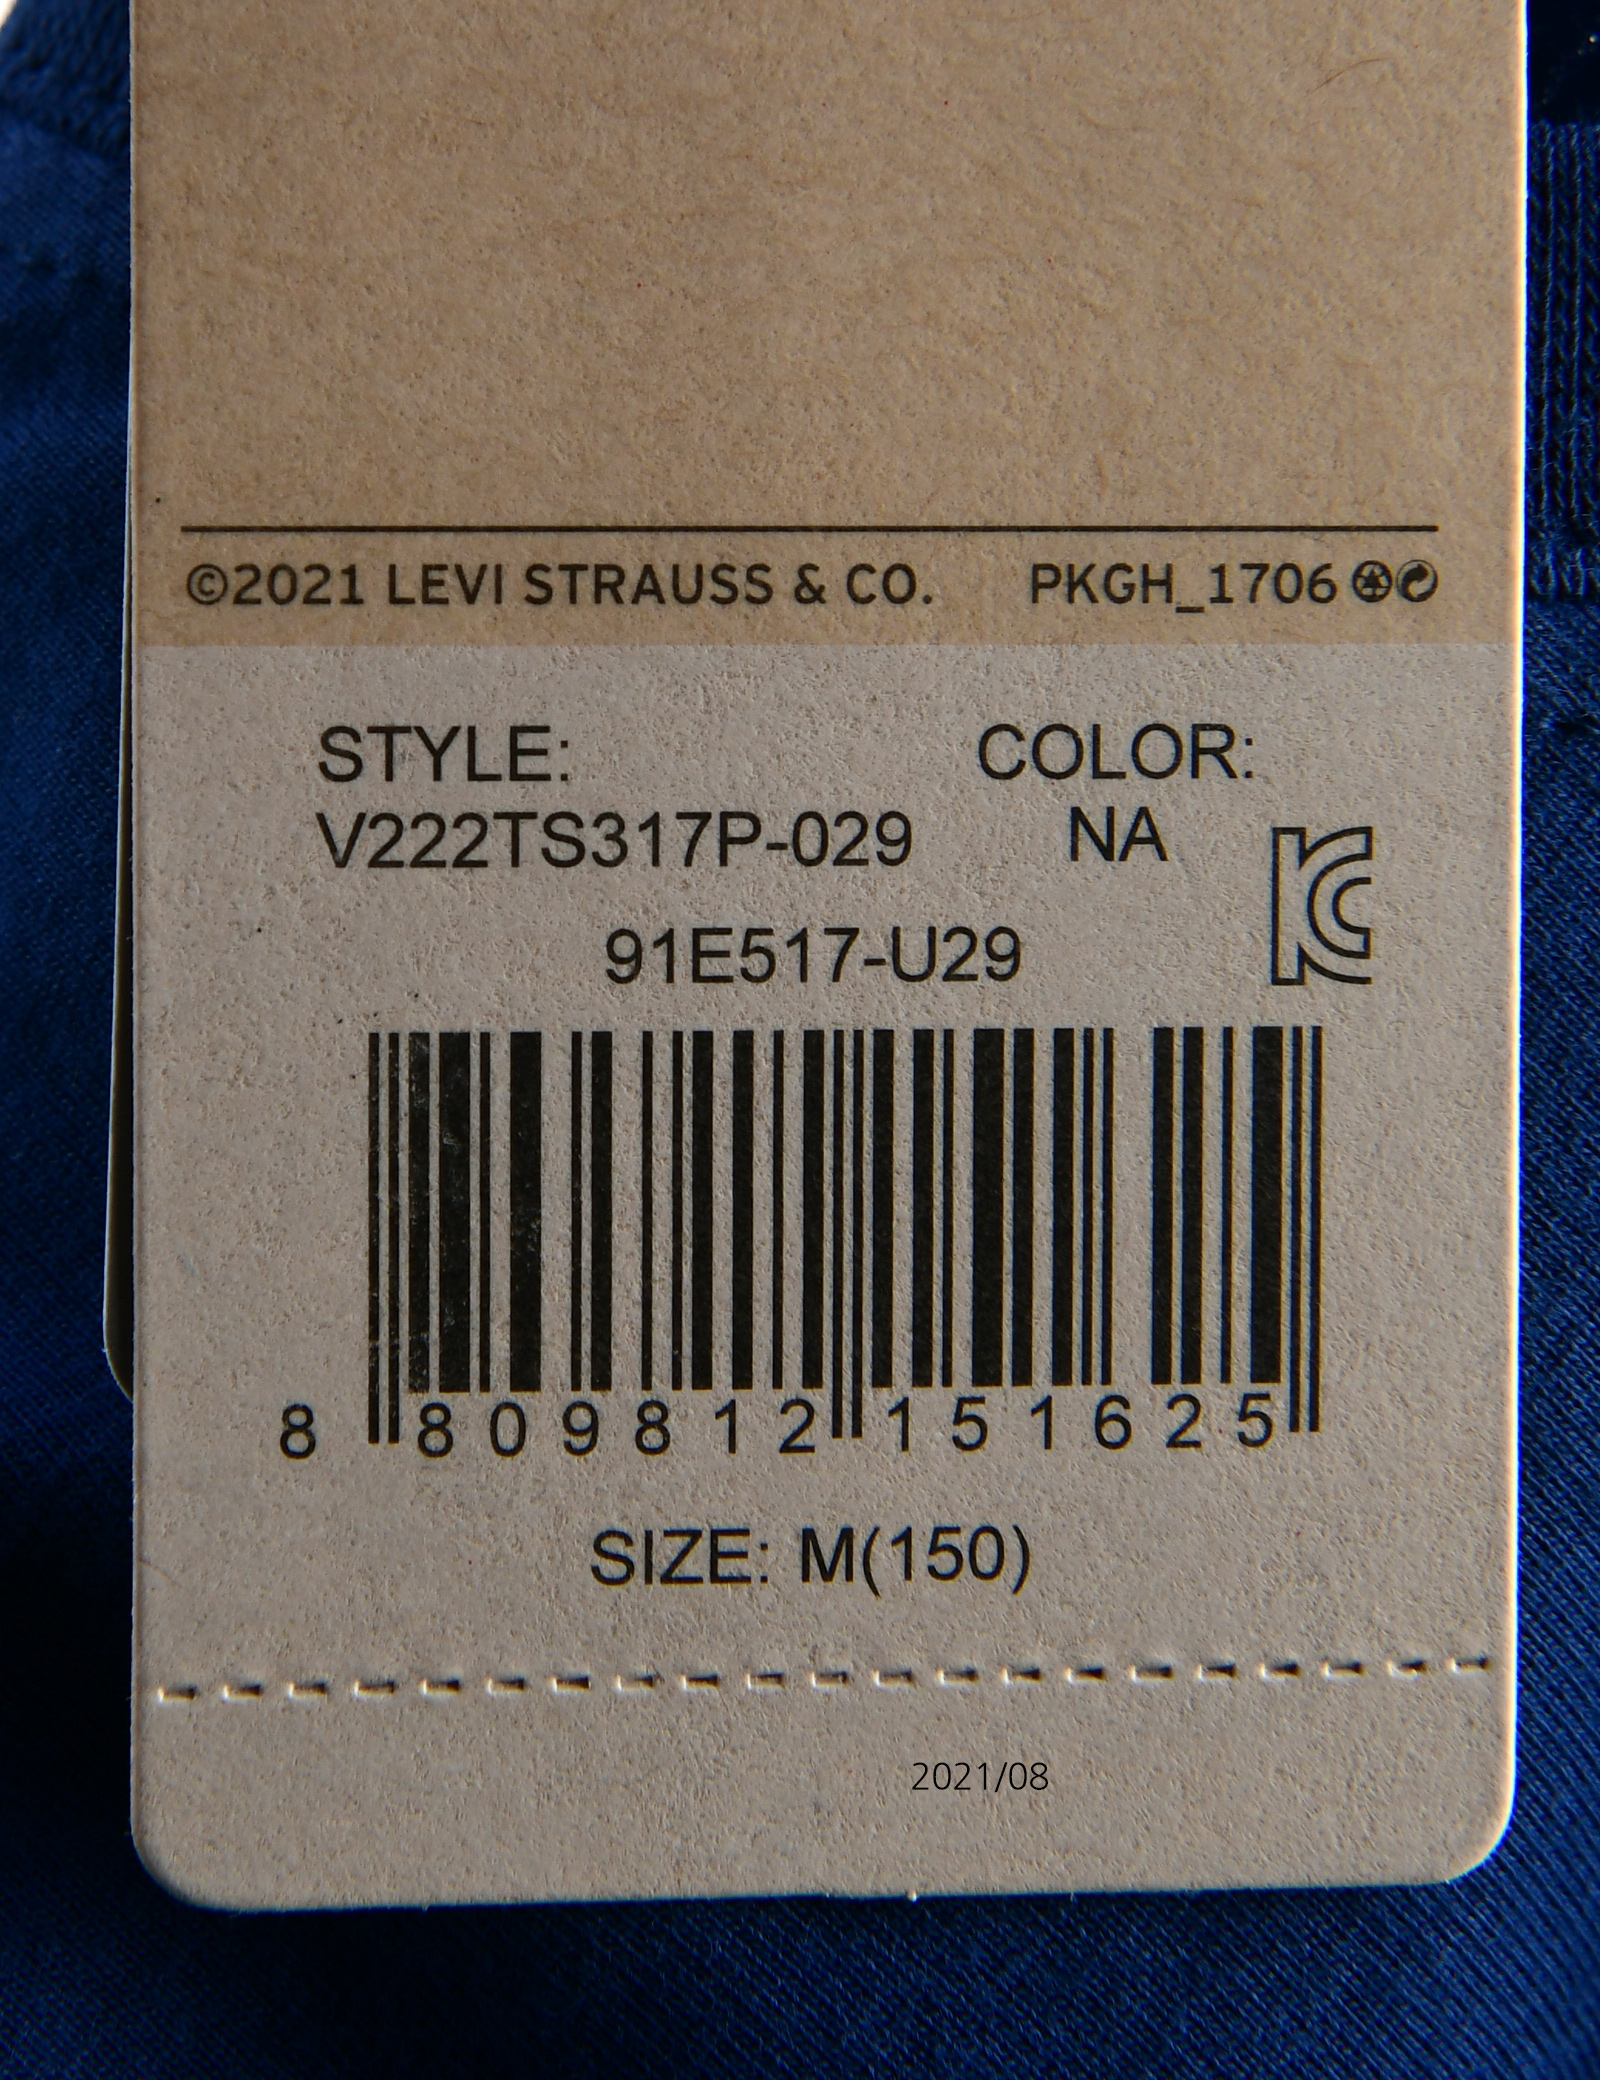 ©2021 LEVI STRAUSS & CO. PKGH_1706
STYLE: COLOR:
V222TS317P-029 NA
KC
91E517-U29
8 809812 151625
SIZE: M(150)
2021/08